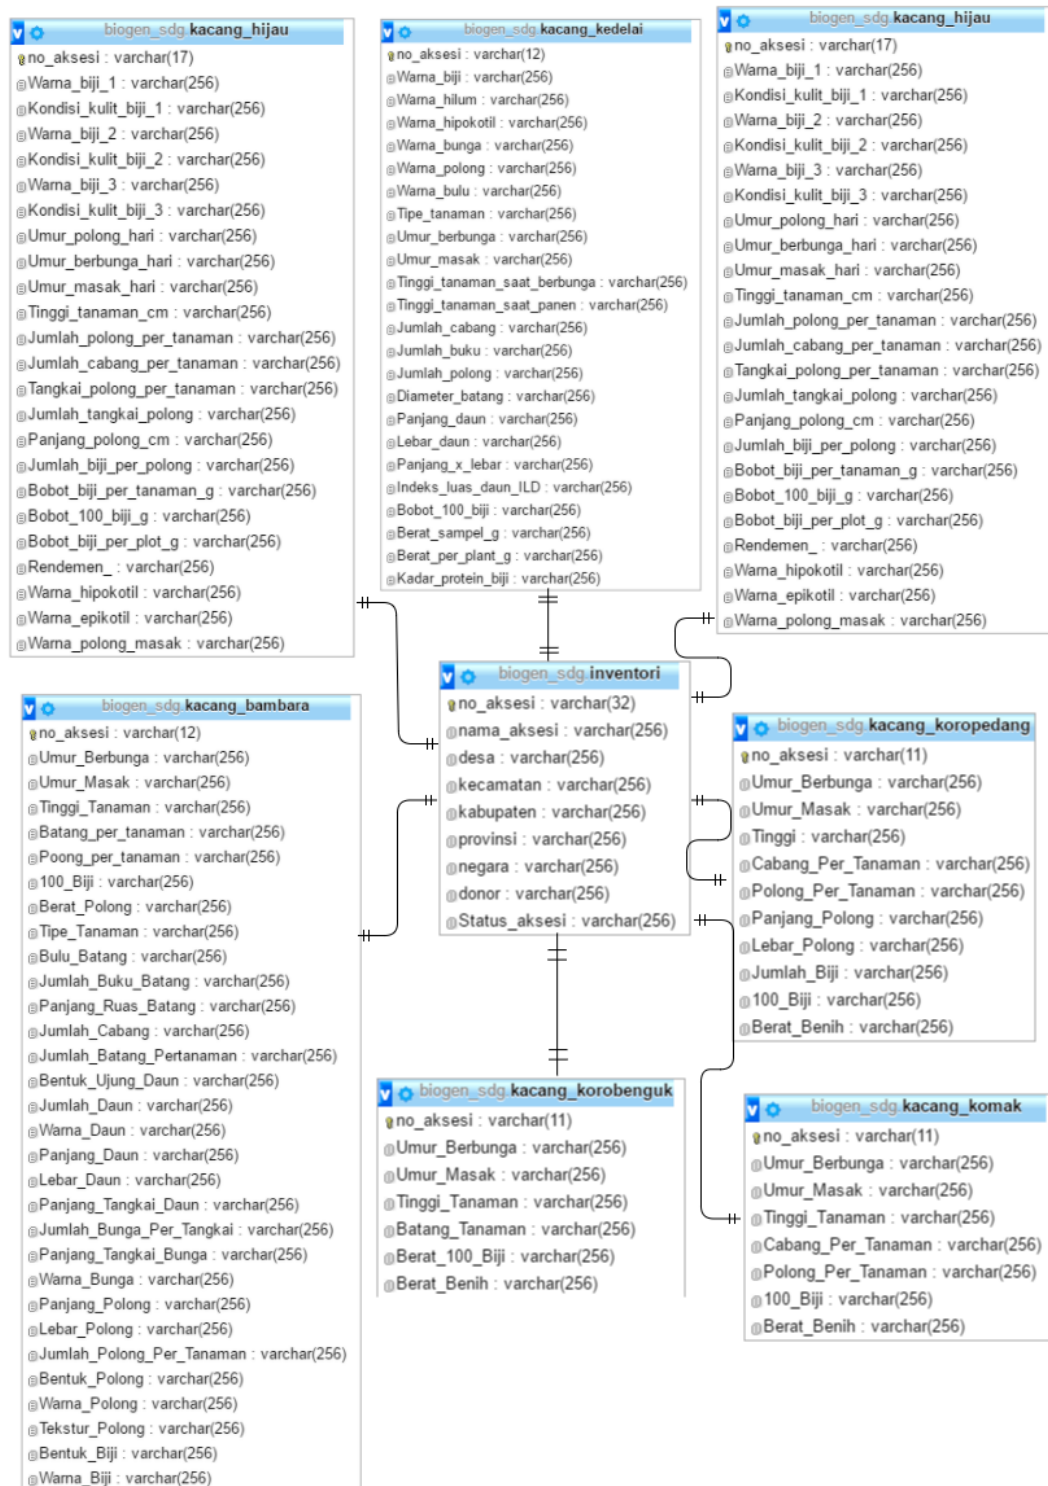 biogen_sdg.kacang_hijau
no_aksesi : varchar(17)
Warna_biji_1 : varchar(256)
Kondisi_kulit_biji_1 : varchar(256)
Warna_biji_2 : varchar(256)
Kondisi_kulit_biji_2 : varchar(256)
Warna_biji_3 : varchar(256)
Kondisi_kulit_biji_3 : varchar(256)
Umur_polong_hari : varchar(256)
Umur_berbunga_hari : varchar(256)
Umur_masak_hari : varchar(256)
Tinggi_tanaman_cm : varchar(256)
Jumlah_polong_per_tanaman : varchar(256)
Jumlah_cabang_per_tanaman : varchar(256)
Tangkai_polong_per_tanaman : varchar(256)
Jumlah_tangkai_polong : varchar(256)
Panjang_polong_cm : varchar(256)
Jumlah_biji_per_polong : varchar(256)
Bobot_biji_per_tanaman_g : varchar(256)
Bobot_100_biji_g : varchar(256)
Bobot_biji_per_plot_g : varchar(256)
Rendemen_ : varchar(256)
Warna_hipokotil : varchar(256)
Warna_epikotil : varchar(256)
Warna_polong_masak : varchar(256)
biogen_sdg.kacang_kedelai
no_aksesi : varchar(12)
Warna_biji : varchar(256)
Warna_hilum : varchar(256)
Warna_hipokotil : varchar(256)
Warna_bunga : varchar(256)
Warna_polong : varchar(256)
Warna_bulu : varchar(256)
Tipe_tanaman : varchar(256)
Umur_berbunga : varchar(256)
Umur_masak : varchar(256)
Tinggi_tanaman_saat_berbunga : varchar(256)
Tinggi_tanaman_saat_panen : varchar(256)
Jumlah_cabang : varchar(256)
Jumlah_buku : varchar(256)
Jumlah_polong : varchar(256)
Diameter_batang : varchar(256)
Panjang_daun : varchar(256)
Lebar_daun : varchar(256)
Panjang_x_lebar : varchar(256)
Indeks_luas_daun_ILD : varchar(256)
Bobot_100_biji : varchar(256)
Berat_sampel_g : varchar(256)
Berat_per_plant_g : varchar(256)
Kadar_protein_biji : varchar(256)
biogen_sdg.kacang_hijau
no_aksesi : varchar(17)
Warna_biji_1 : varchar(256)
Kondisi_kulit_biji_1 : varchar(256)
Warna_biji_2 : varchar(256)
Kondisi_kulit_biji_2 : varchar(256)
Warna_biji_3 : varchar(256)
Kondisi_kulit_biji_3 : varchar(256)
Umur_polong_hari : varchar(256)
Umur_berbunga_hari : varchar(256)
Umur_masak_hari : varchar(256)
Tinggi_tanaman_cm : varchar(256)
Jumlah_polong_per_tanaman : varchar(256)
Jumlah_cabang_per_tanaman : varchar(256)
Tangkai_polong_per_tanaman : varchar(256)
Jumlah_tangkai_polong : varchar(256)
Panjang_polong_cm : varchar(256)
Jumlah_biji_per_polong : varchar(256)
Bobot_biji_per_tanaman_g : varchar(256)
Bobot_100_biji_g : varchar(256)
Bobot_biji_per_plot_g : varchar(256)
Rendemen_ : varchar(256)
Warna_hipokotil : varchar(256)
Warna_epikotil : varchar(256)
Warna_polong_masak : varchar(256)
biogen_sdg.inventori
no_aksesi : varchar(32)
nama_aksesi : varchar(256)
desa : varchar(256)
kecamatan : varchar(256)
kabupaten : varchar(256)
provinsi : varchar(256)
negara : varchar(256)
donor : varchar(256)
Status_aksesi : varchar(256)
biogen_sdg.kacang_bambara
no_aksesi : varchar(12)
Umur_Berbunga : varchar(256)
Umur_Masak : varchar(256)
Tinggi_Tanaman : varchar(256)
Batang_per_tanaman : varchar(256)
Poong_per_tanaman : varchar(256)
100_Biji : varchar(256)
Berat_Polong : varchar(256)
Tipe_Tanaman : varchar(256)
Bulu_Batang : varchar(256)
Jumlah_Buku_Batang : varchar(256)
Panjang_Ruas_Batang : varchar(256)
Jumlah_Cabang : varchar(256)
Jumlah_Batang_Pertanaman : varchar(256)
Bentuk_Ujung_Daun : varchar(256)
Jumlah_Daun : varchar(256)
Warna_Daun : varchar(256)
Panjang_Daun : varchar(256)
Lebar_Daun : varchar(256)
Panjang_Tangkai_Daun : varchar(256)
Jumlah_Bunga_Per_Tangkai : varchar(256)
Panjang_Tangkai_Bunga : varchar(256)
Warna_Bunga : varchar(256)
Panjang_Polong : varchar(256)
Lebar_Polong : varchar(256)
Jumlah_Polong_Per_Tanaman : varchar(256)
Bentuk_Polong : varchar(256)
Warna_Polong : varchar(256)
Tekstur_Polong : varchar(256)
Bentuk_Biji : varchar(256)
Warna_Biji : varchar(256)
biogen_sdg.kacang_koropedang
no_aksesi : varchar(11)
Umur_Berbunga : varchar(256)
Umur_Masak : varchar(256)
Tinggi : varchar(256)
Cabang_Per_Tanaman : varchar(256)
Polong_Per_Tanaman : varchar(256)
Panjang_Polong : varchar(256)
Lebar_Polong : varchar(256)
Jumlah_Biji : varchar(256)
100_Biji : varchar(256)
Berat_Benih : varchar(256)
biogen_sdg.kacang_korobenguk
no_aksesi : varchar(11)
Umur_Berbunga : varchar(256)
Umur_Masak : varchar(256)
Tinggi_Tanaman : varchar(256)
Batang_Tanaman : varchar(256)
Berat_100_Biji : varchar(256)
Berat_Benih : varchar(256)
biogen_sdg.kacang_komak
no_aksesi : varchar(11)
Umur_Berbunga : varchar(256)
Umur_Masak : varchar(256)
Tinggi_Tanaman : varchar(256)
Cabang_Per_Tanaman : varchar(256)
Polong_Per_Tanaman : varchar(256)
100_Biji : varchar(256)
Berat_Benih : varchar(256)